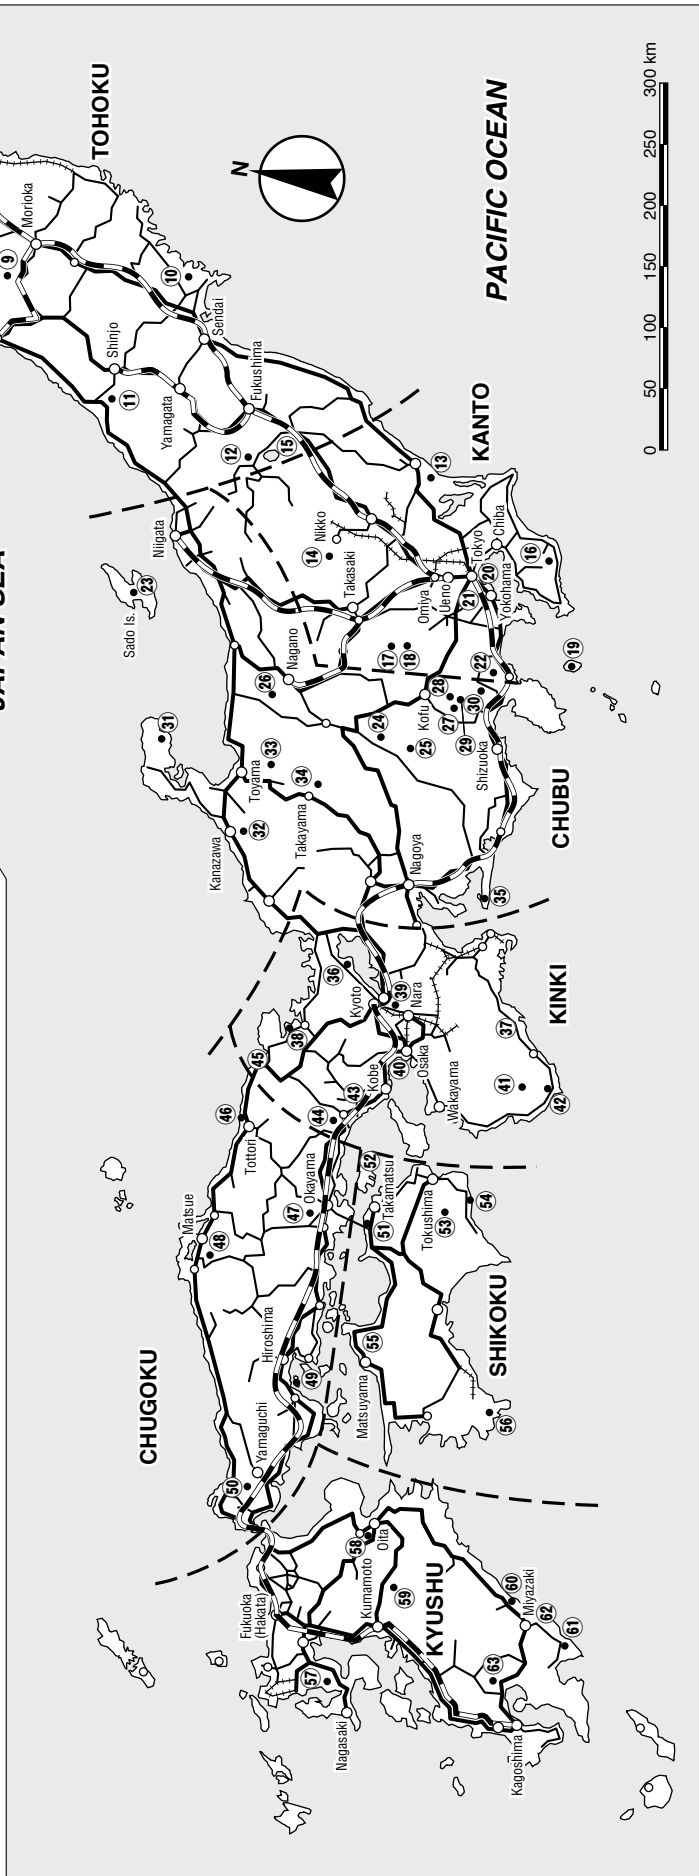 JAPAN SEA
TOHOKU
Morioka
9
10
Sendai
Shinjo
11
Yamagata
Fukushima
12
15
N
PACIFIC OCEAN
0 50 100 150 200 250 300 km
KANTO
13
Niigata
Nikko
14
Takasaki
Omiya
Ueno
Tokyo
Chiba
16
20
21
Yokohama
Sado Is.
23
Nagano
26
17
18
19
22
28
Kofu
27
30
24
25
29
Shizuoka
31
33
Toyama
34
32
Kanazawa
Takayama
CHUBU
Nagoya
35
36
Kyoto
39
Nara
KINKI
37
38
45
Kobe
40
Osaka
Wakayama
41
42
43
44
46
Tottori
Okayama
47
52
Takamatsu
51
Tokushima
53
54
Matsue
48
SHIKOKU
CHUGOKU
Hiroshima
49
55
Matsuyama
56
50
Yamaguchi
Fukuoka
(Hakata)
58
Oita
Kumamoto
59
KYUSHU
60
Miyazaki
62
61
63
57
Nagasaki
Kagoshima